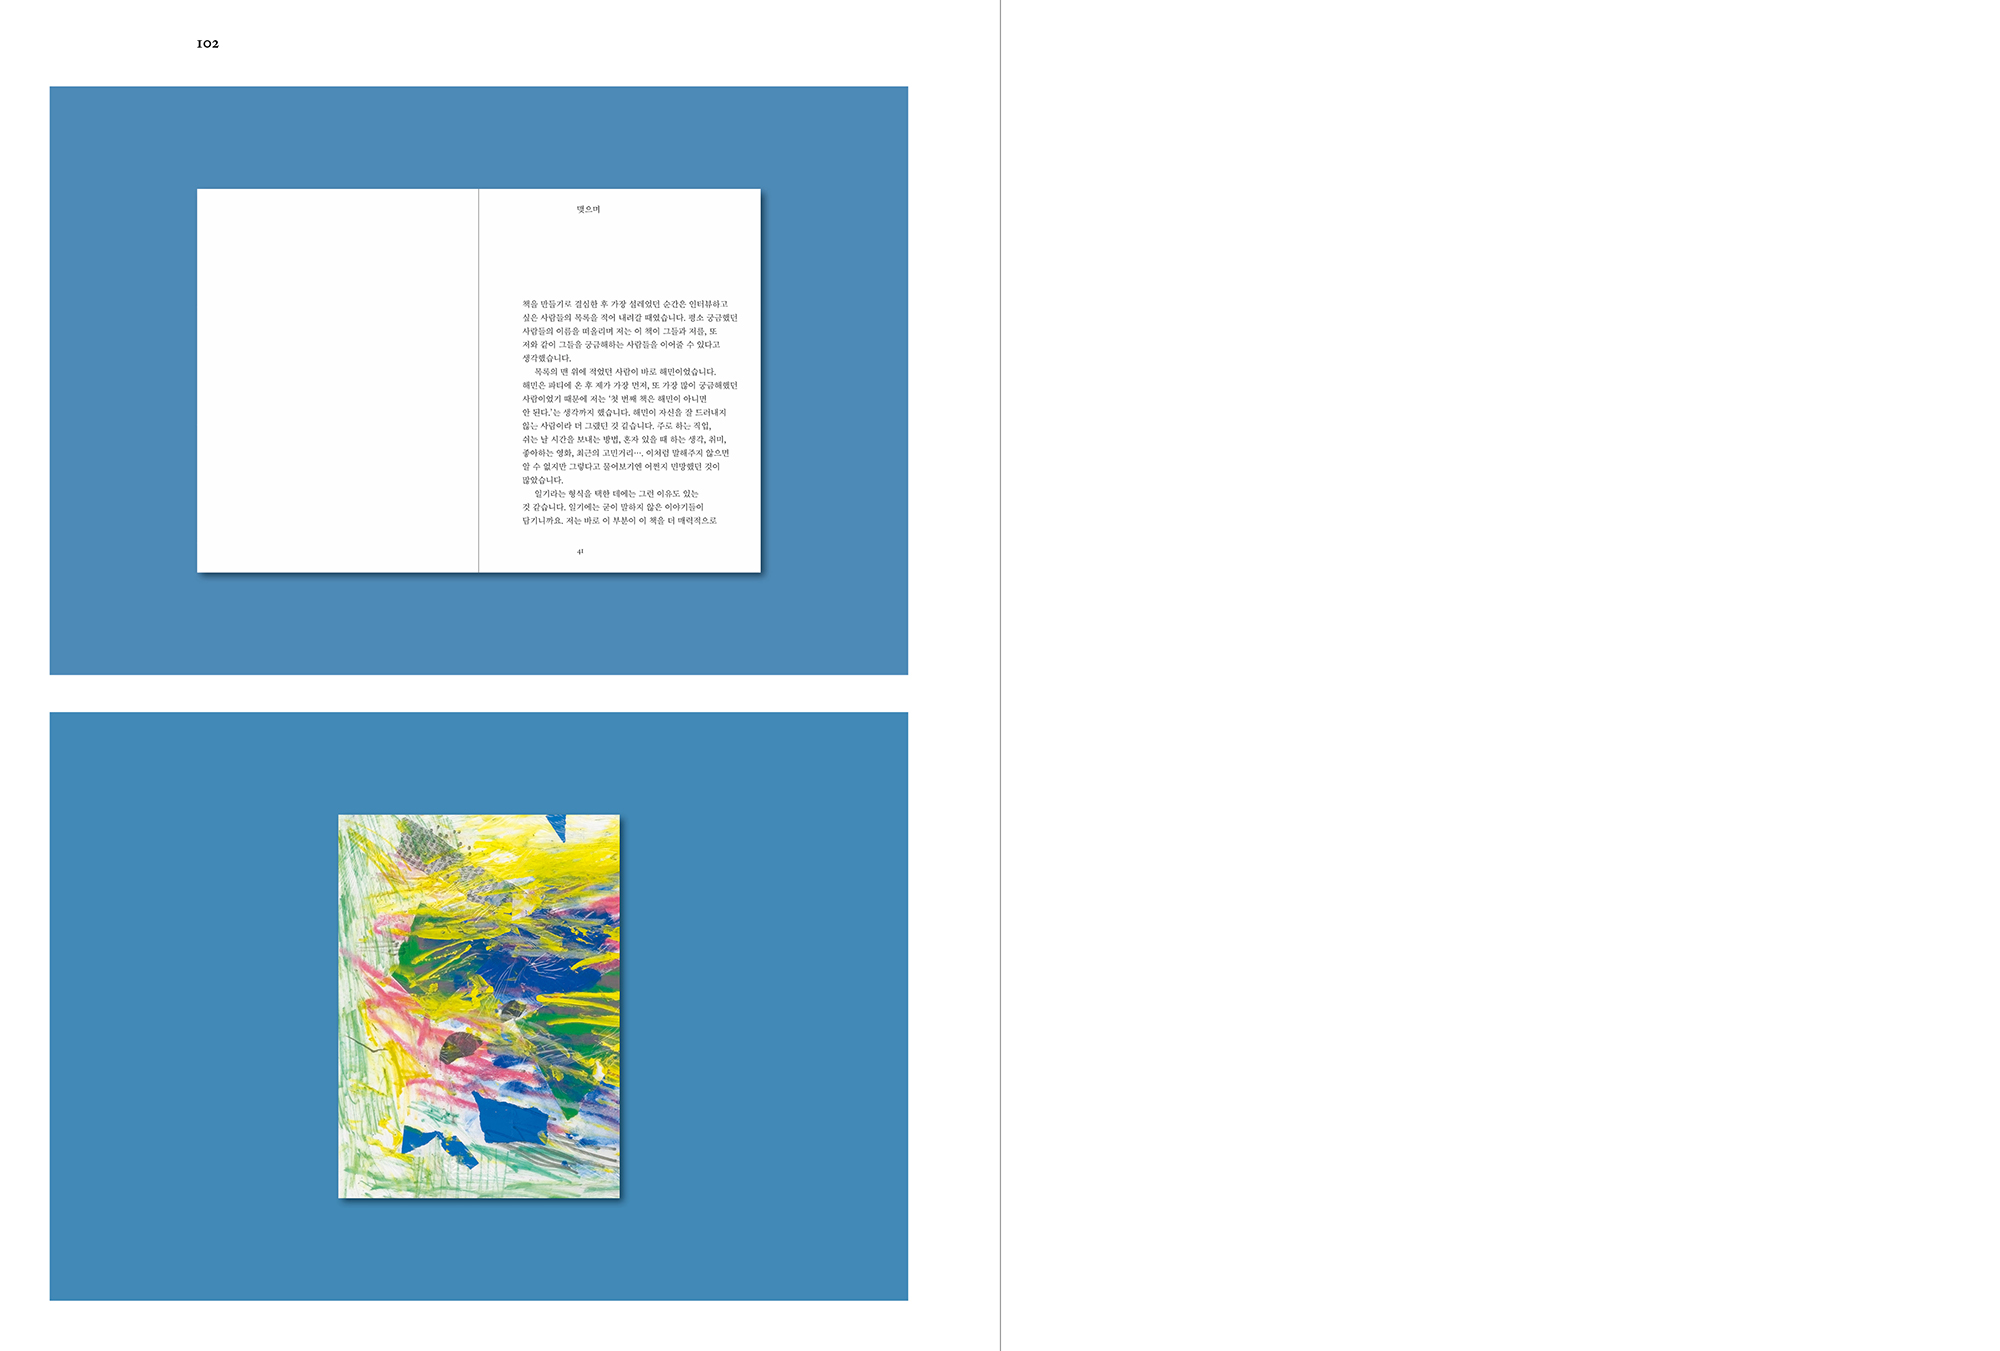 102
맺으며
책을 만들기로 결심한 후 가장 설레었던 순간은 인터뷰하고
싶은 사람들의 목록을 적어 내려갈 때였습니다. 평소 궁금했던
사람들의 이름을 떠올리며 저는 이 책이 그들과 저를, 또
저와 같이 그들을 궁금해하는 사람들을 이어줄 수 있다고
생각했습니다.
목록의 맨 위에 적었던 사람이 바로 해민이었습니다.
해민은 파티에 온 후 제가 가장 먼저, 또 가장 많이 궁금해했던
사람이었기 때문에 저는 ‘첫 번째 책은 해민이 아니면
안 된다.’는 생각까지 했습니다. 해민이 자신을 잘 드러내지
않는 사람이라 더 그랬던 것 같습니다. 주로 하는 작업,
쉬는 날 시간을 보내는 방법, 혼자 있을 때 하는 생각, 취미,
좋아하는 영화, 최근의 고민거리…. 이처럼 말해주지 않으면
알 수 없지만 그렇다고 물어보기엔 어쩐지 민망했던 것이
많았습니다.
일기라는 형식을 택한 데에는 그런 이유도 있는
것 같습니다. 일기에는 굳이 말하지 않은 이야기들이
담기니까요. 저는 바로 이 부분이 이 책을 더 매력적으로
41